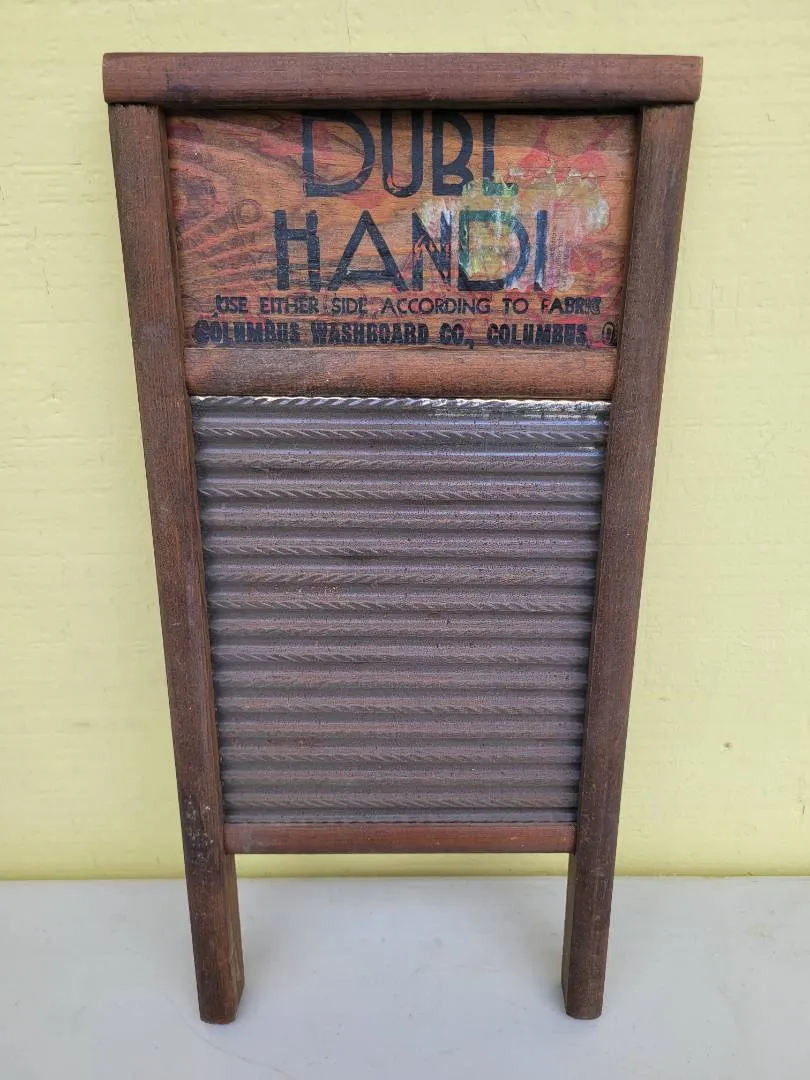 DUBL
HANDI
USE EITHER SIDE ACCORDING TO FABRIC
COLUMBUS WASHBOARD CO., COLUMBUS, O.